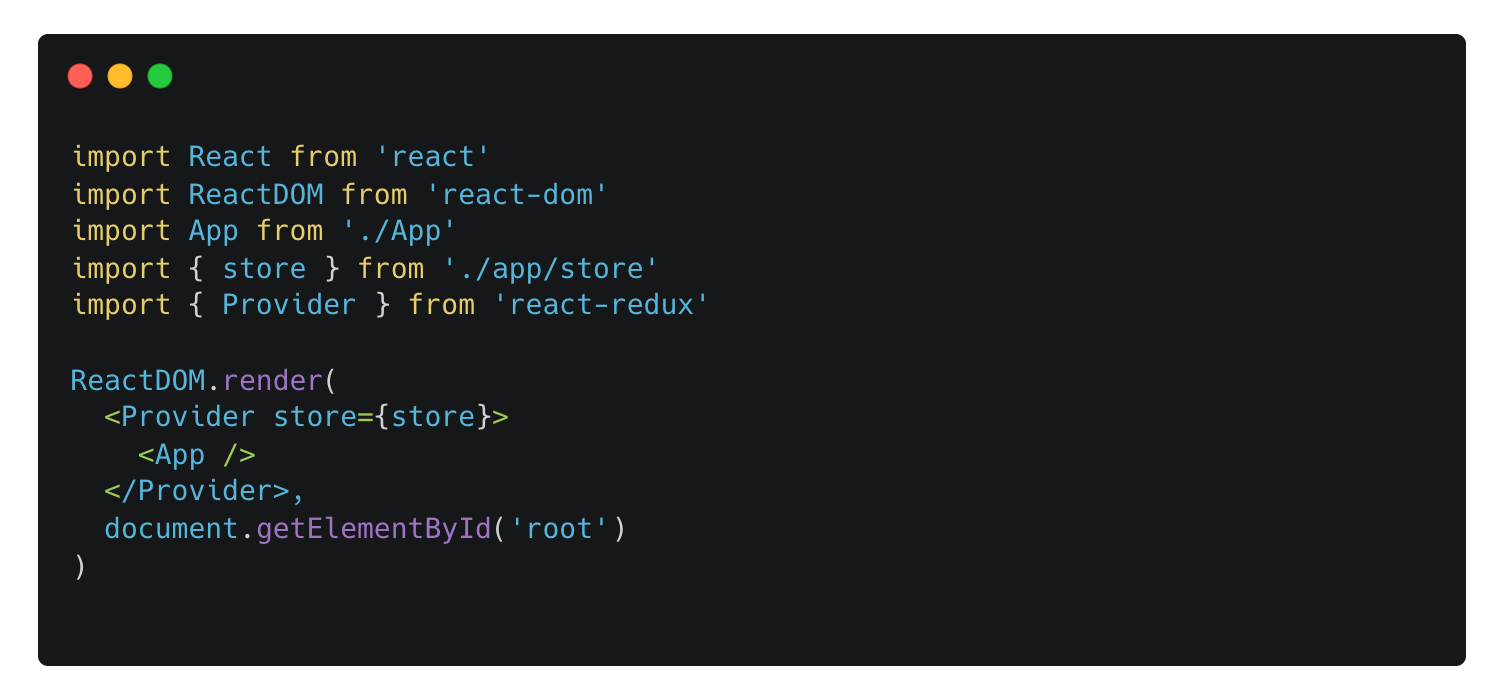 import React from 'react'
import ReactDOM from 'react-dom'
import App from './App'
import { store } from './app/store'
import { Provider } from 'react-redux'

ReactDOM.render(
  <Provider store={store}>
    <App />
  </Provider>,
  document.getElementById('root')
)